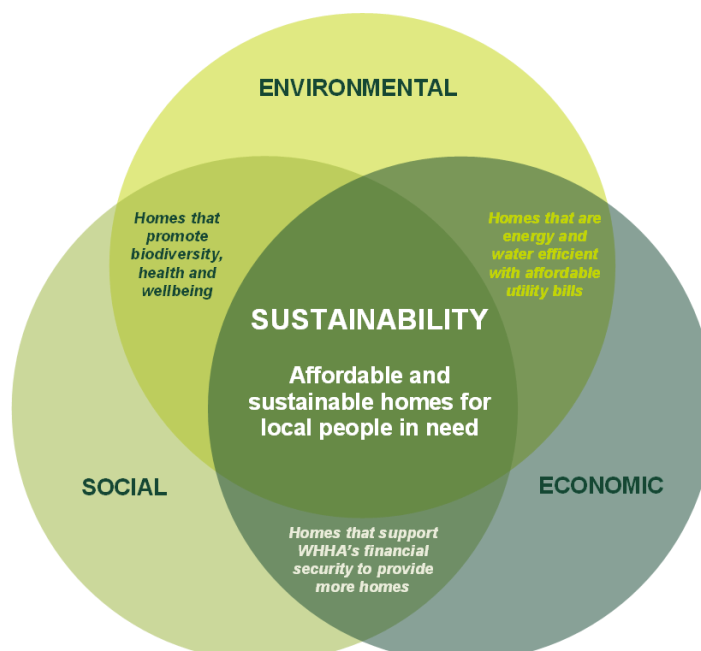 ENVIRONMENTAL
Homes that
promote
biodiversity,
health and
wellbeing
Homes that are
energy and
water efficient
with affordable
utility bills
SUSTAINABILITY
Affordable and
sustainable homes for
local people in need
SOCIAL
ECONOMIC
Homes that support
WHHA's financial
security to provide
more homes